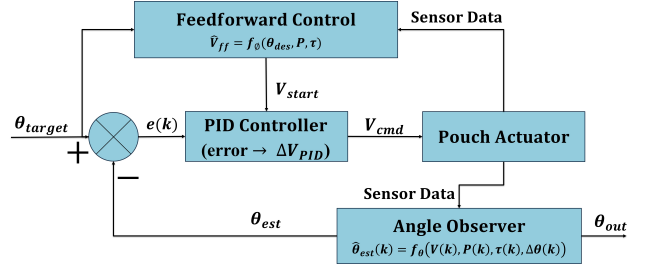 Feedforward Control
V̂_ff = f_∅(θ_des, P, τ)
Sensor Data
V_start
θ_target
e(k)
PID Controller
(error → ΔV_PID)
V_cmd
Pouch Actuator
+
−
Sensor Data
θ_est
Angle Observer
θ̂_est(k) = f_θ(V(k), P(k), τ(k), Δθ(k))
θ_out